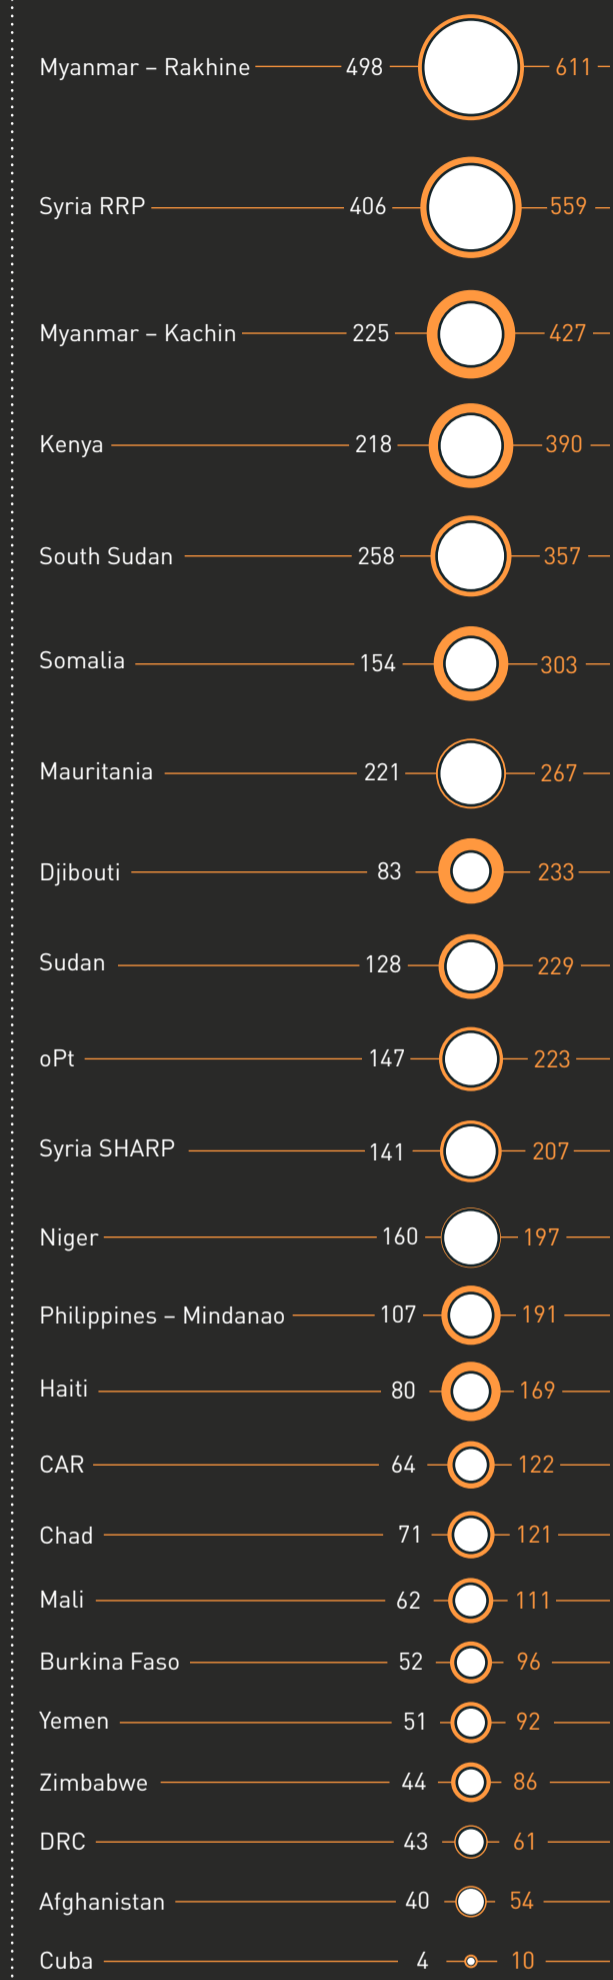 Myanmar – Rakhine 498 611
Syria RRP 406 559
Myanmar – Kachin 225 427
Kenya 218 390
South Sudan 258 357
Somalia 154 303
Mauritania 221 267
Djibouti 83 233
Sudan 128 229
oPt 147 223
Syria SHARP 141 207
Niger 160 197
Philippines – Mindanao 107 191
Haiti 80 169
CAR 64 122
Chad 71 121
Mali 62 111
Burkina Faso 52 96
Yemen 51 92
Zimbabwe 44 86
DRC 43 61
Afghanistan 40 54
Cuba 4 10